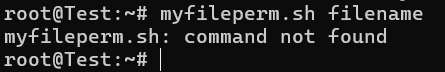 root@Test:~# myfileperm.sh filename
myfileperm.sh: command not found
root@Test:~#